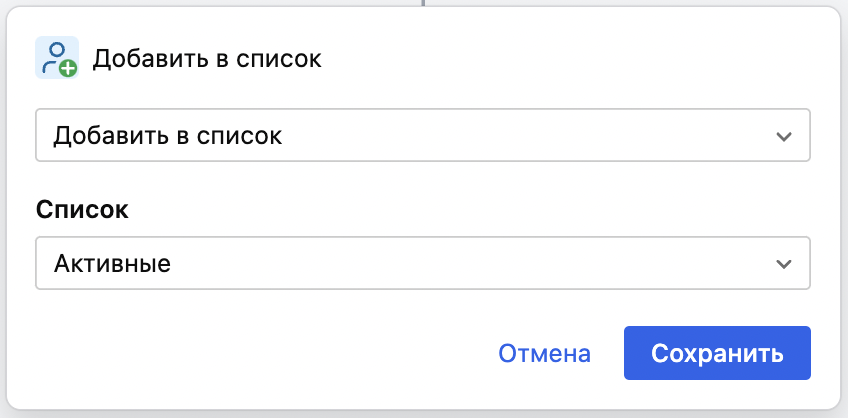 Добавить в список
Добавить в список
Список
Активные
Отмена
Сохранить